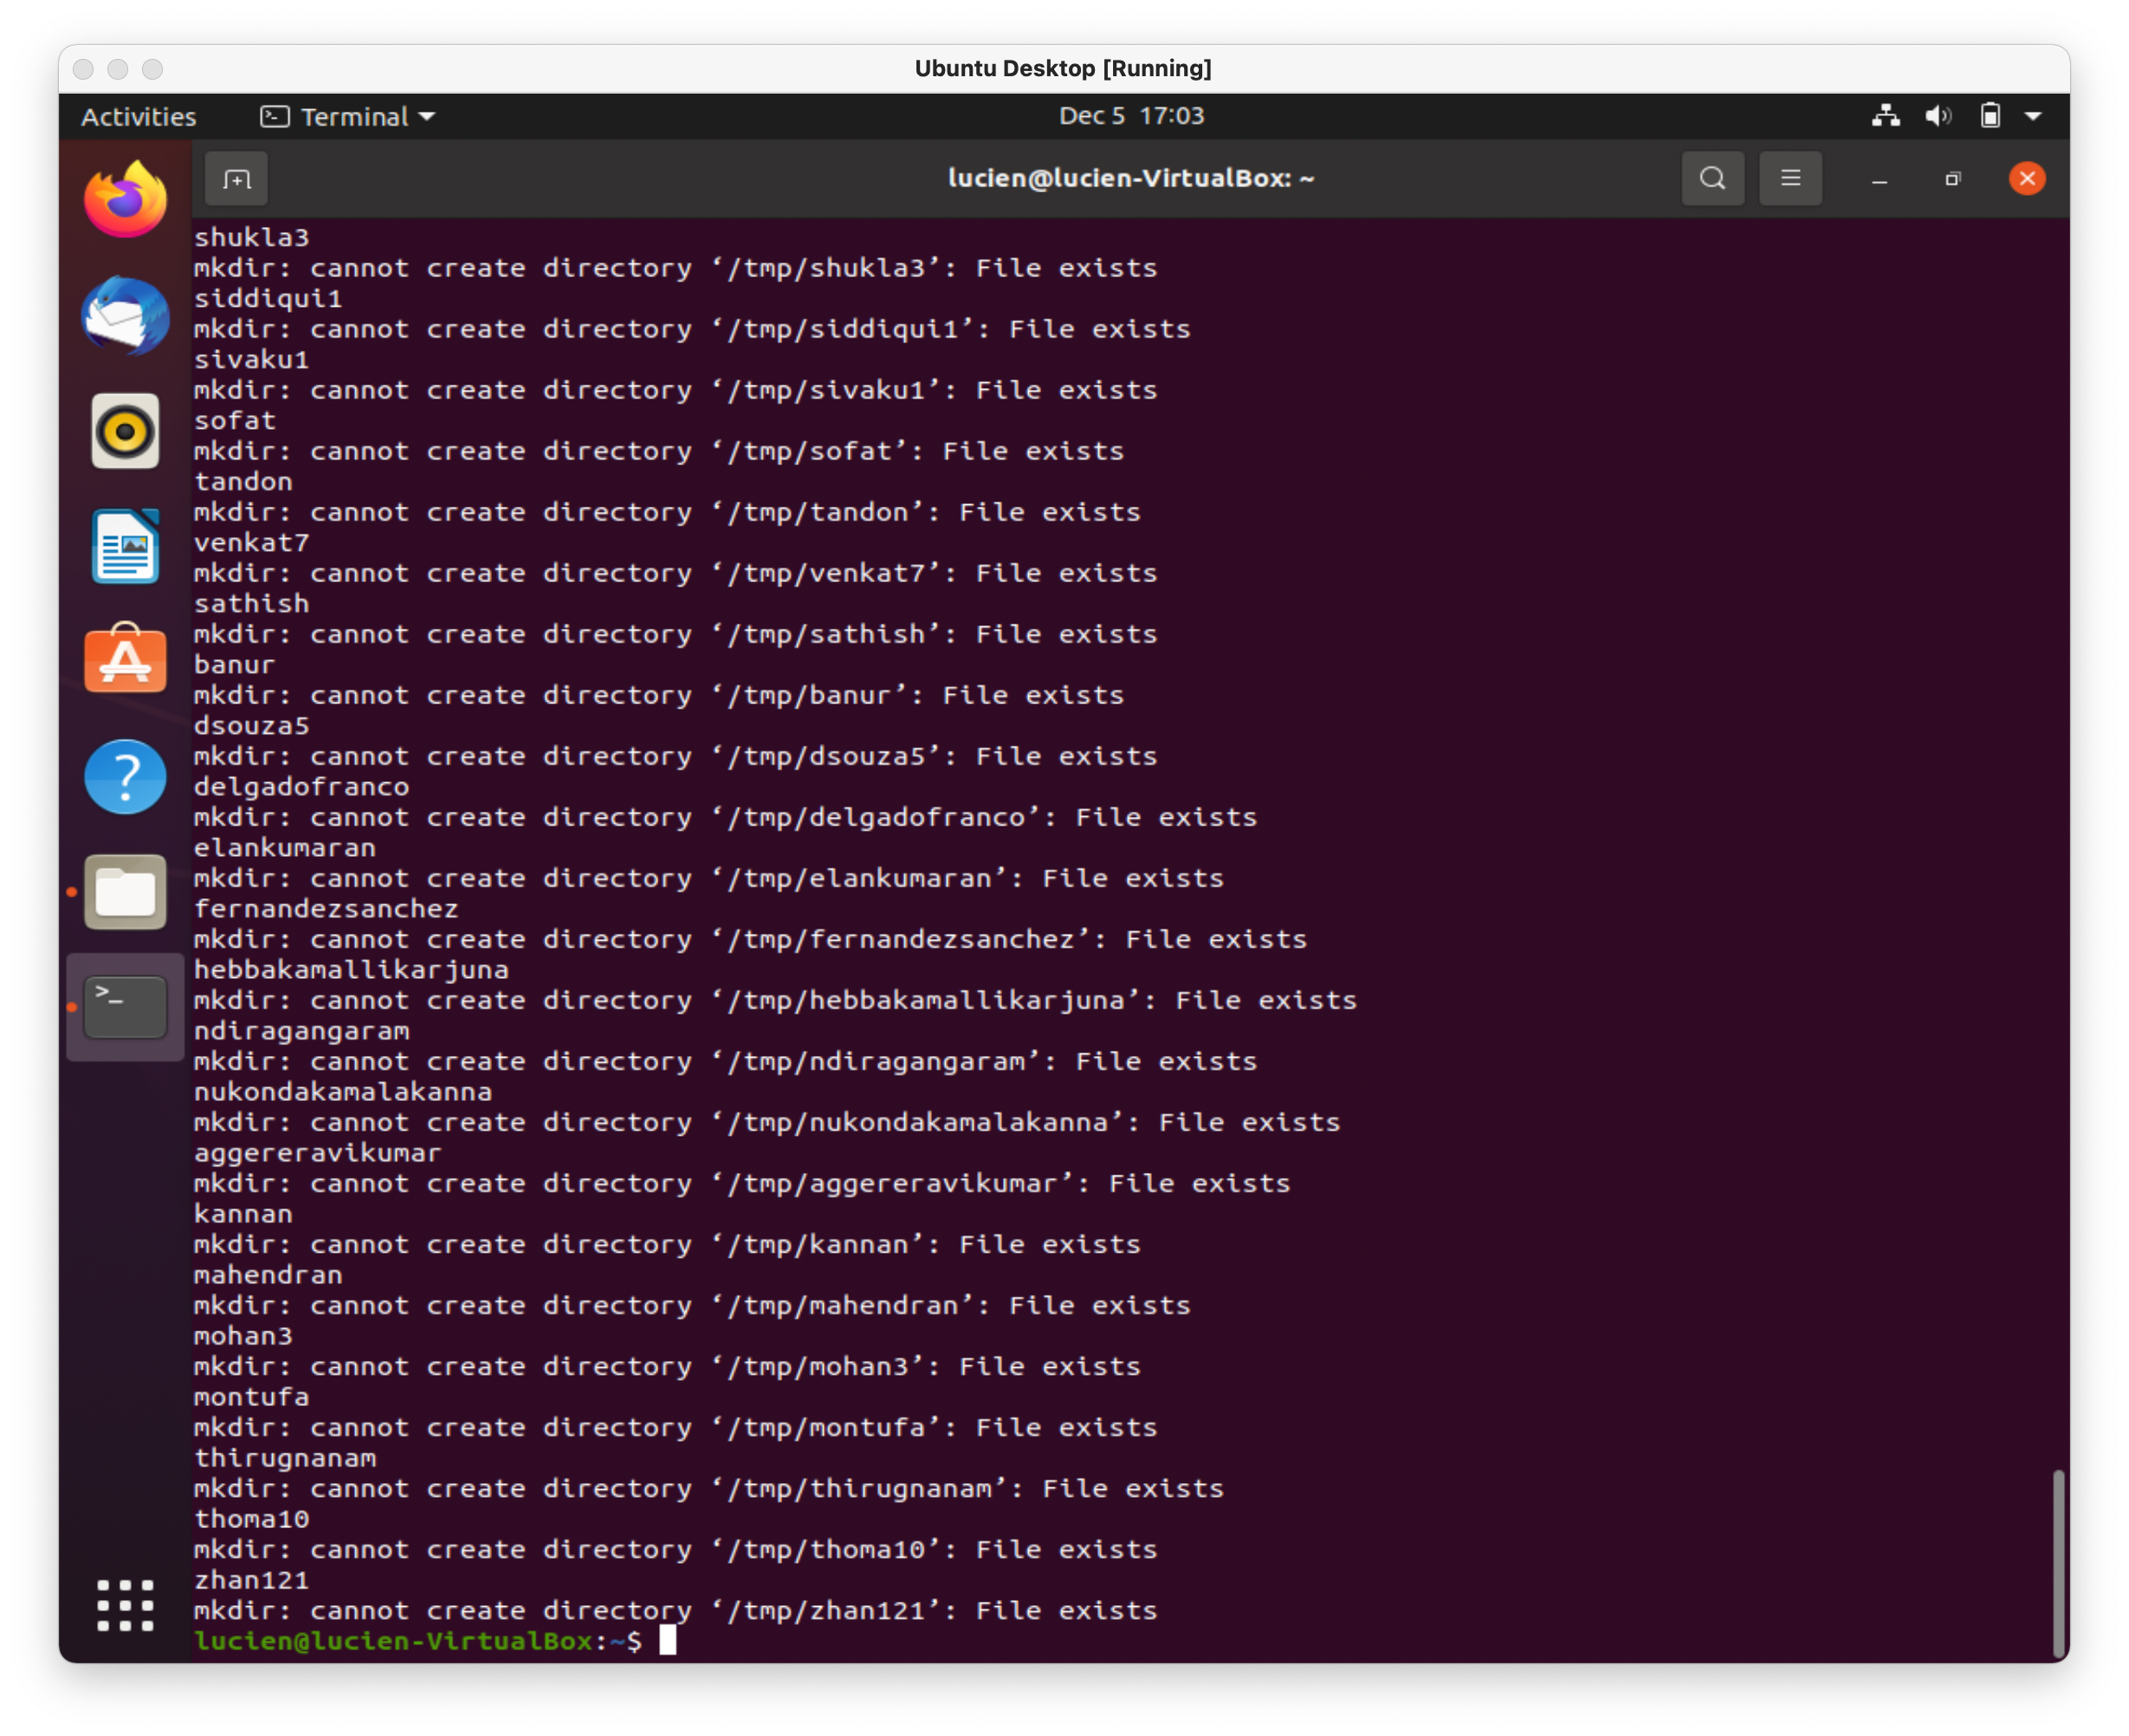 Ubuntu Desktop [Running]
Activities Terminal Dec 5 17:03
lucien@lucien-VirtualBox: ~
shukla3
mkdir: cannot create directory ‘/tmp/shukla3’: File exists
siddiqui1
mkdir: cannot create directory ‘/tmp/siddiqui1’: File exists
sivaku1
mkdir: cannot create directory ‘/tmp/sivaku1’: File exists
sofat
mkdir: cannot create directory ‘/tmp/sofat’: File exists
tandon
mkdir: cannot create directory ‘/tmp/tandon’: File exists
venkat7
mkdir: cannot create directory ‘/tmp/venkat7’: File exists
sathish
mkdir: cannot create directory ‘/tmp/sathish’: File exists
banur
mkdir: cannot create directory ‘/tmp/banur’: File exists
dsouza5
mkdir: cannot create directory ‘/tmp/dsouza5’: File exists
delgadofranco
mkdir: cannot create directory ‘/tmp/delgadofranco’: File exists
elankumaran
mkdir: cannot create directory ‘/tmp/elankumaran’: File exists
fernandezsanchez
mkdir: cannot create directory ‘/tmp/fernandezsanchez’: File exists
hebbakamallikarjuna
mkdir: cannot create directory ‘/tmp/hebbakamallikarjuna’: File exists
ndiragangaram
mkdir: cannot create directory ‘/tmp/ndiragangaram’: File exists
nukondakamalakanna
mkdir: cannot create directory ‘/tmp/nukondakamalakanna’: File exists
aggereravikumar
mkdir: cannot create directory ‘/tmp/aggereravikumar’: File exists
kannan
mkdir: cannot create directory ‘/tmp/kannan’: File exists
mahendran
mkdir: cannot create directory ‘/tmp/mahendran’: File exists
mohan3
mkdir: cannot create directory ‘/tmp/mohan3’: File exists
montufa
mkdir: cannot create directory ‘/tmp/montufa’: File exists
thirugnanam
mkdir: cannot create directory ‘/tmp/thirugnanam’: File exists
thoma10
mkdir: cannot create directory ‘/tmp/thoma10’: File exists
zhan121
mkdir: cannot create directory ‘/tmp/zhan121’: File exists
lucien@lucien-VirtualBox:~$